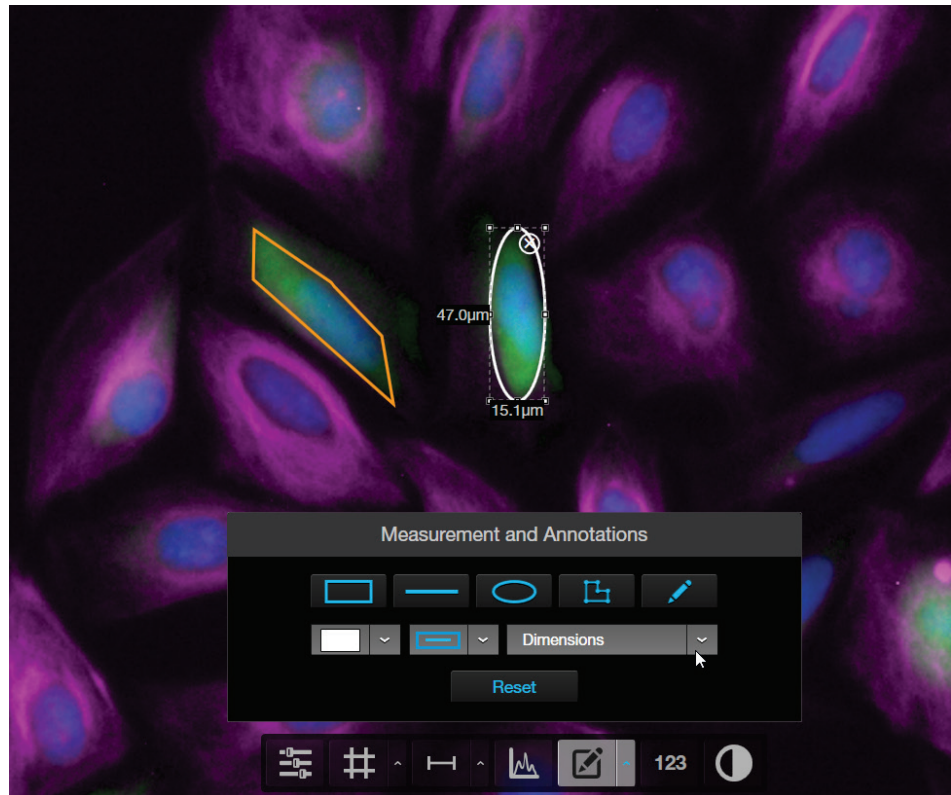 47.0µm
15.1µm
Measurement and Annotations
Dimensions
Reset
123